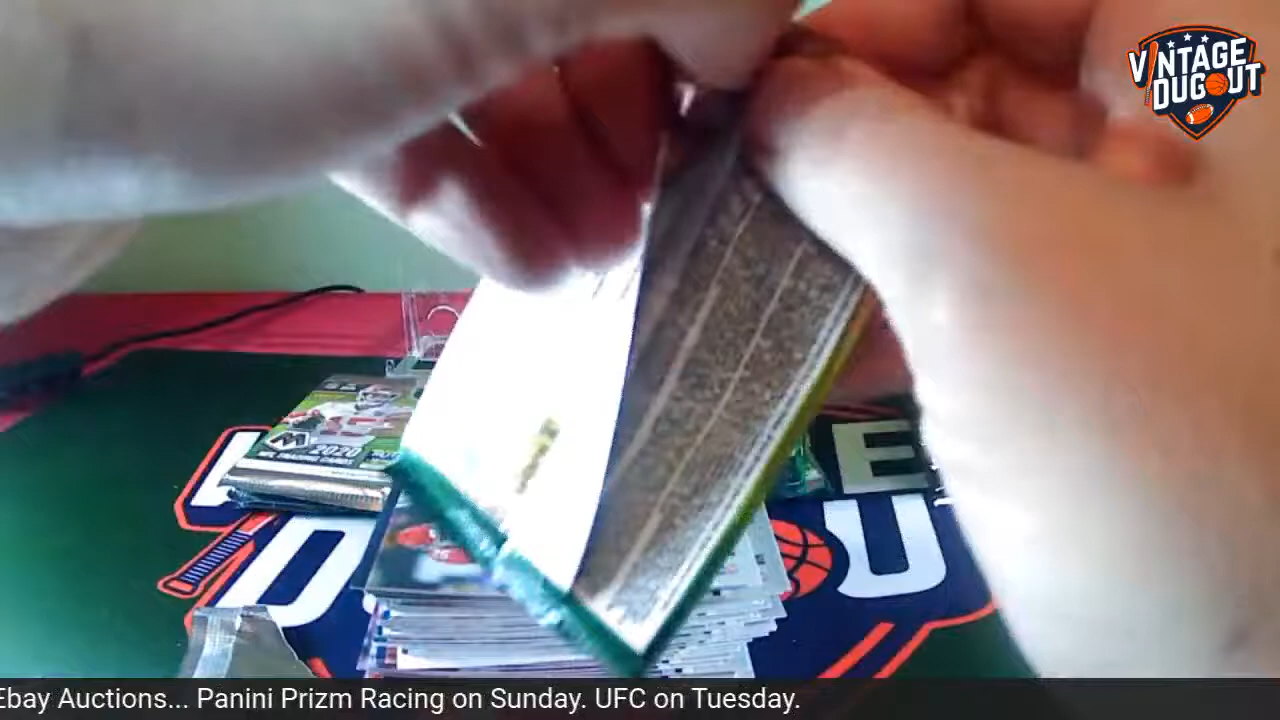 VINTAGE
DUGOUT
2020
E
D
U
Ebay Auctions... Panini Prizm Racing on Sunday. UFC on Tuesday.